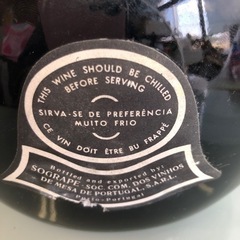 THIS WINE SHOULD BE CHILLED
BEFORE SERVING
SIRVA-SE DE PREFERÊNCIA
MUITO FRIO
CE VIN DOIT ÊTRE BU FRAPPÉ
Bottled and exported by:
SOGRAPE-SOC. COM. DOS VINHOS
DE MESA DE PORTUGAL, S.A.R.L.
Porto-Portugal